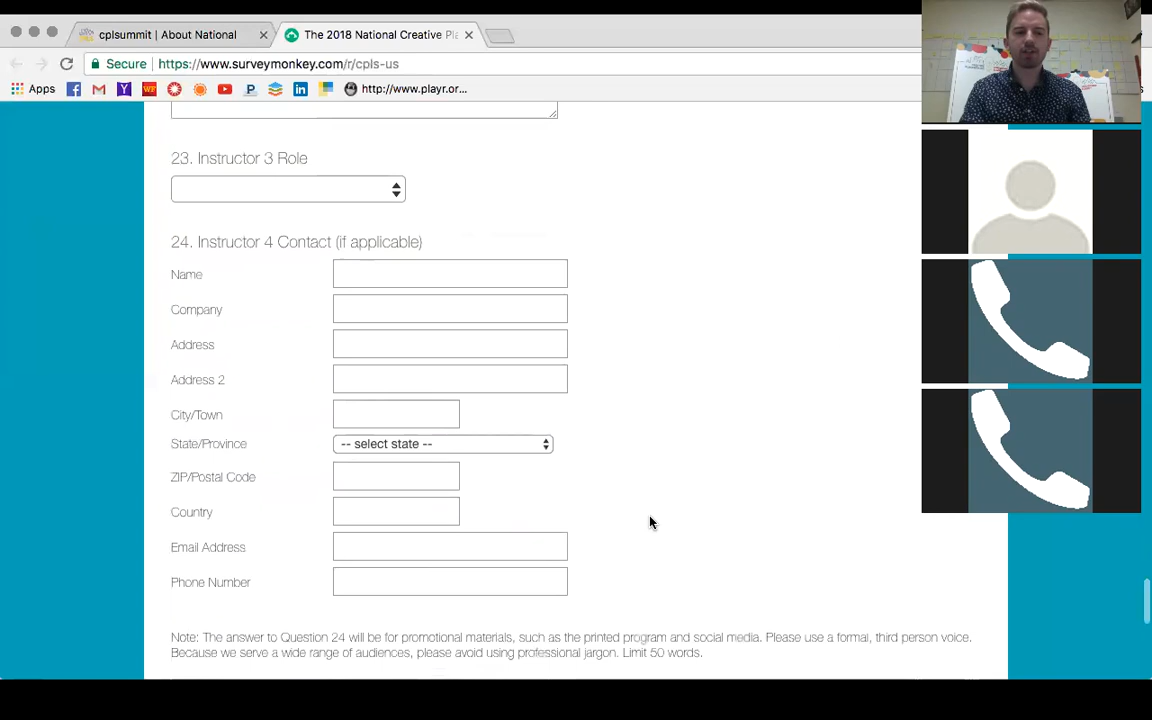 cplsummit | About National
The 2018 National Creative Pla
Secure https://www.surveymonkey.com/r/cpls-us
Apps
http://www.playr.or...
23. Instructor 3 Role
24. Instructor 4 Contact (if applicable)
Name
Company
Address
Address 2
City/Town
State/Province -- select state --
ZIP/Postal Code
Country
Email Address
Phone Number
Note: The answer to Question 24 will be for promotional materials, such as the printed program and social media. Please use a formal, third person voice.
Because we serve a wide range of audiences, please avoid using professional jargon. Limit 50 words.